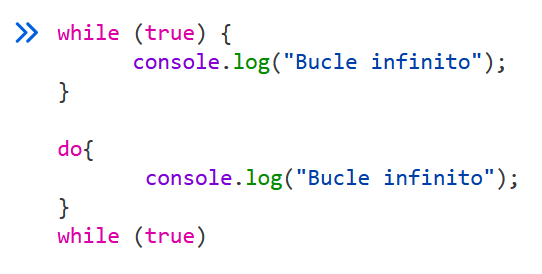 while (true) {
console.log("Bucle infinito");
}
do{
console.log("Bucle infinito");
}
while (true)